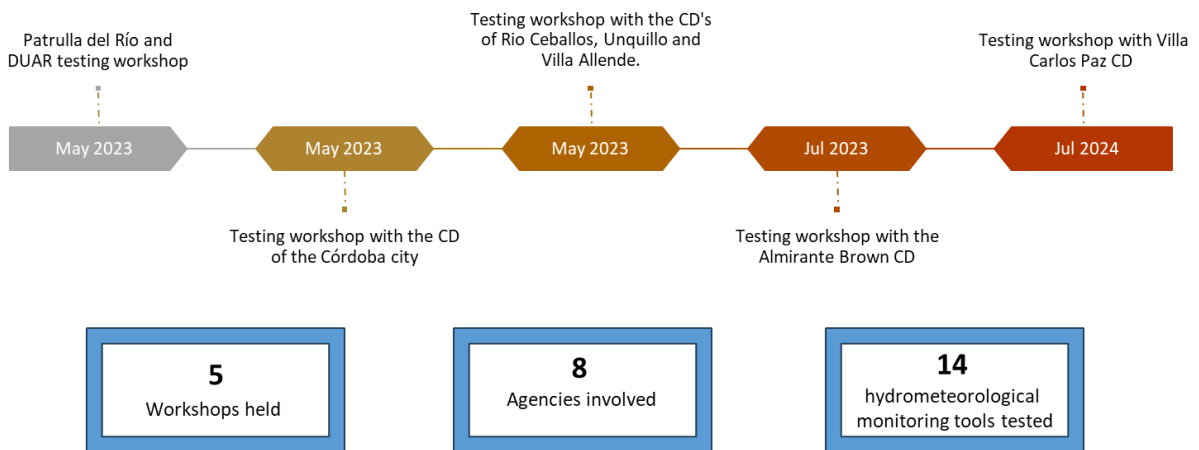 Patrulla del Río and
DUAR testing workshop
Testing workshop with the CD's
of Rio Ceballos, Unquillo and
Villa Allende.
Testing workshop with Villa
Carlos Paz CD
May 2023
May 2023
May 2023
Jul 2023
Jul 2024
Testing workshop with the CD
of the Córdoba city
Testing workshop with the
Almirante Brown CD
5
Workshops held
8
Agencies involved
14
hydrometeorological
monitoring tools tested